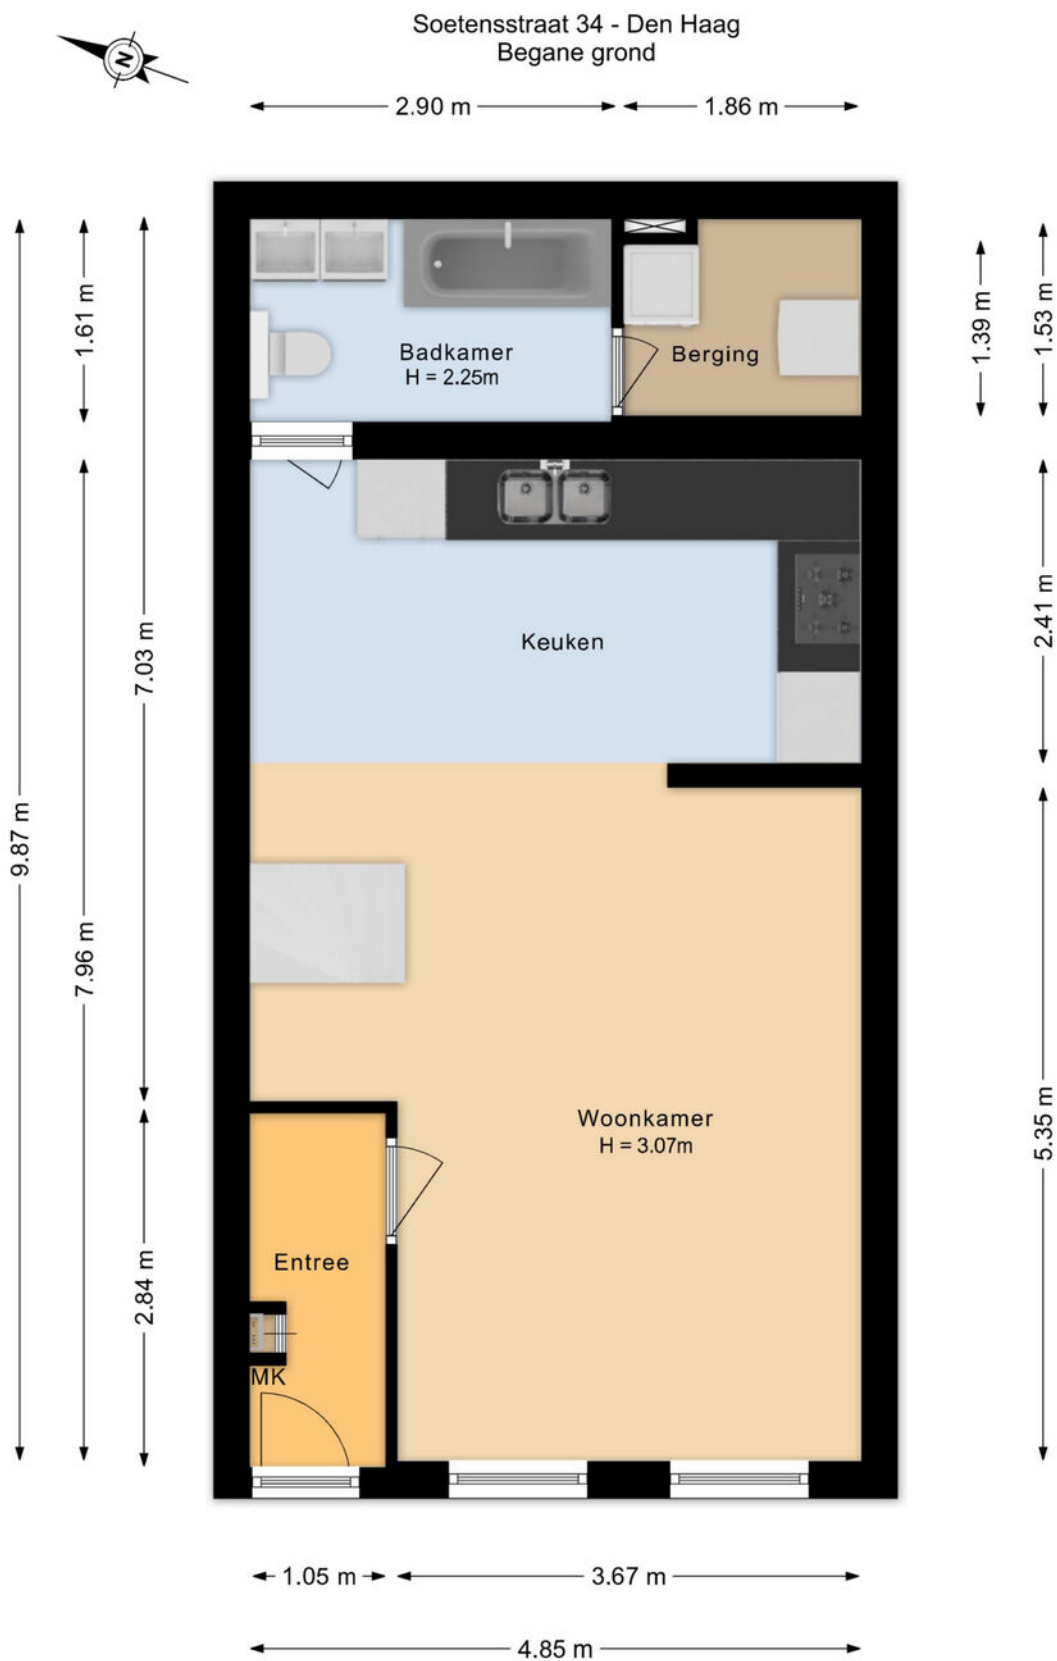 Soetensstraat 34 - Den Haag
Begane grond
N
2.90 m
1.86 m
1.61 m
1.39 m
1.53 m
Badkamer
H = 2.25m
Berging
7.03 m
2.41 m
Keuken
9.87 m
7.96 m
Woonkamer
H = 3.07m
5.35 m
Entree
2.84 m
MK
1.05 m
3.67 m
4.85 m